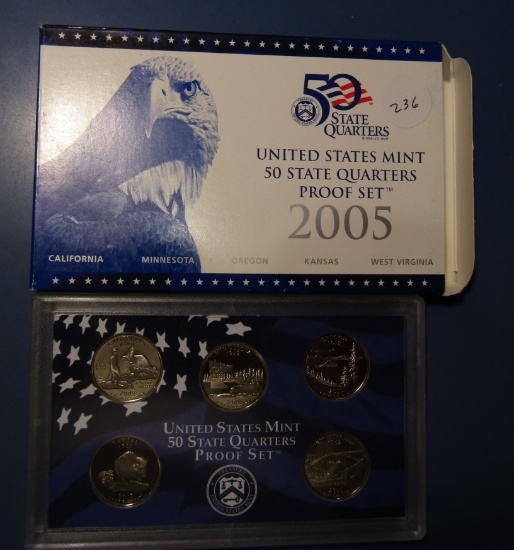 50
STATE
QUARTERS
236
UNITED STATES MINT
50 STATE QUARTERS
PROOF SET™
2005
CALIFORNIA MINNESOTA OREGON KANSAS WEST VIRGINIA
UNITED STATES MINT
50 STATE QUARTERS
PROOF SET™